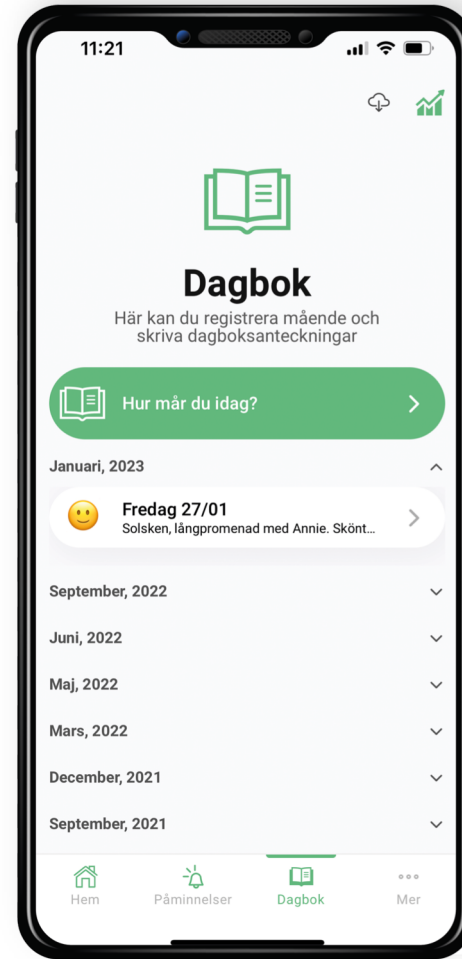 11:21
Dagbok
Här kan du registrera mående och
skriva dagboksanteckningar
Hur mår du idag?
Januari, 2023
Fredag 27/01
Solsken, långpromenad med Annie. Skönt...
September, 2022
Juni, 2022
Maj, 2022
Mars, 2022
December, 2021
September, 2021
Hem Påminnelser Dagbok Mer